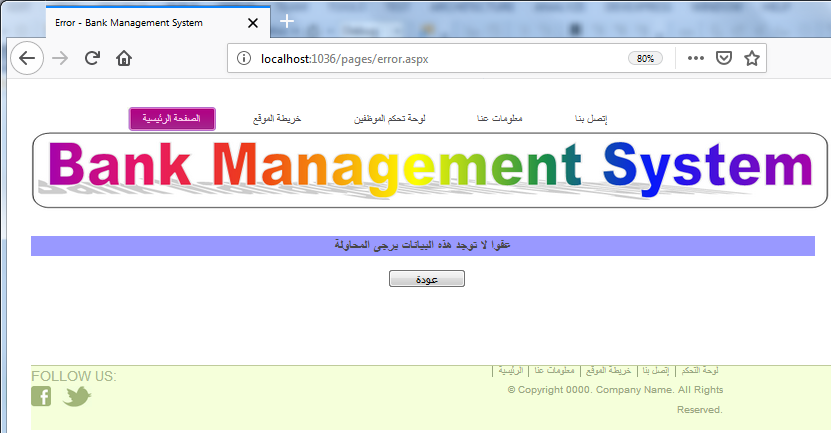 Error - Bank Management System
localhost:1036/pages/error.aspx 80%
الصفحة الرئيسية خريطة الموقع لوحة تحكم الموظفين معلومات عنا إتصل بنا
Bank Management System
عفوا لا توجد هذه البيانات يرجى المحاولة
عودة
FOLLOW US:
لوحة التحكم | إتصل بنا | خريطة الموقع | معلومات عنا | الرئيسية |
© Copyright 0000. Company Name. All Rights
Reserved.